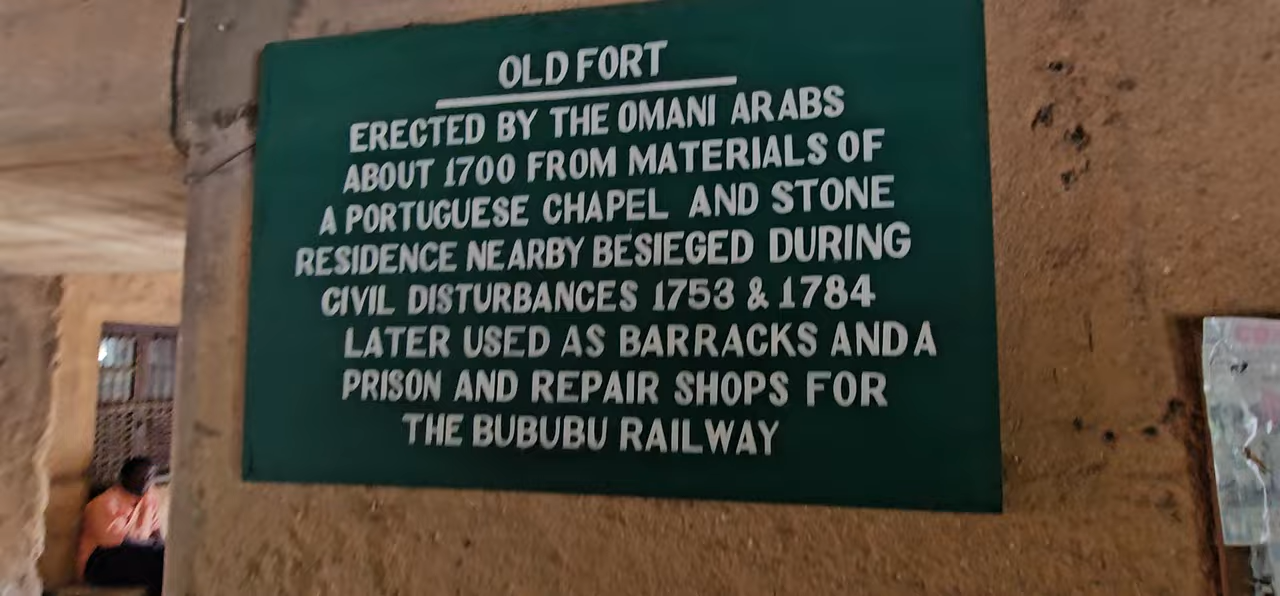 OLD FORT
ERECTED BY THE OMANI ARABS
ABOUT 1700 FROM MATERIALS OF
A PORTUGUESE CHAPEL AND STONE
RESIDENCE NEARBY BESIEGED DURING
CIVIL DISTURBANCES 1753 & 1784
LATER USED AS BARRACKS AND A
PRISON AND REPAIR SHOPS FOR
THE BUBUBU RAILWAY